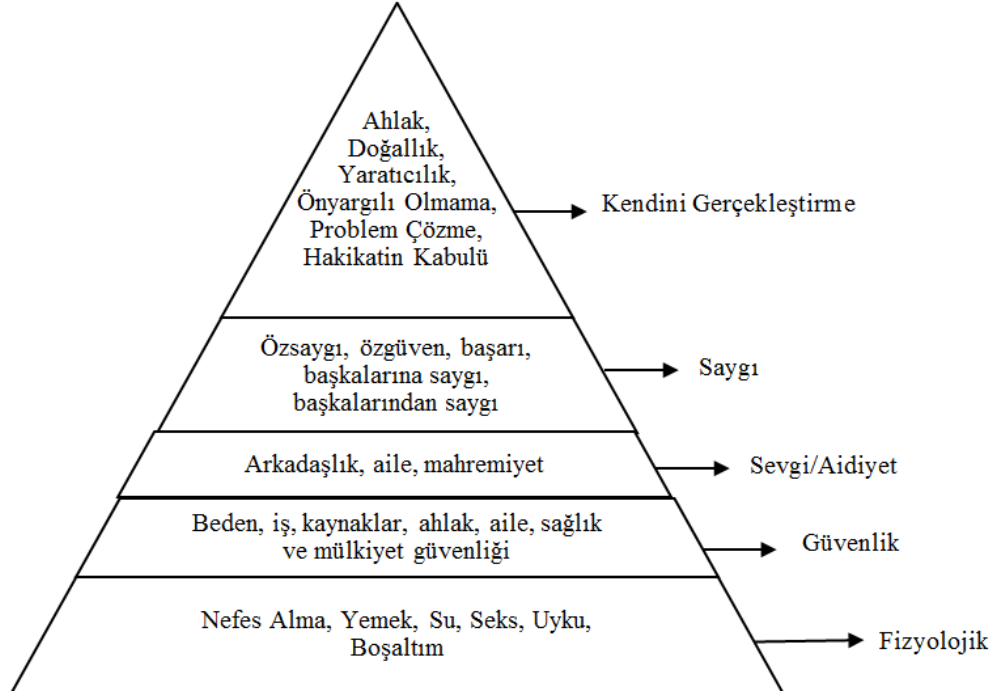 Ahlak,
Doğallık,
Yaratıcılık,
Önyargılı Olmama,
Problem Çözme,
Hakikatin Kabulü
Kendini Gerçekleştirme
Özsaygı, özgüven, başarı,
başkalarına saygı,
başkalarından saygı
Saygı
Arkadaşlık, aile, mahremiyet
Sevgi/Aidiyet
Beden, iş, kaynaklar, ahlak, aile, sağlık
ve mülkiyet güvenliği
Güvenlik
Nefes Alma, Yemek, Su, Seks, Uyku,
Boşaltım
Fizyolojik